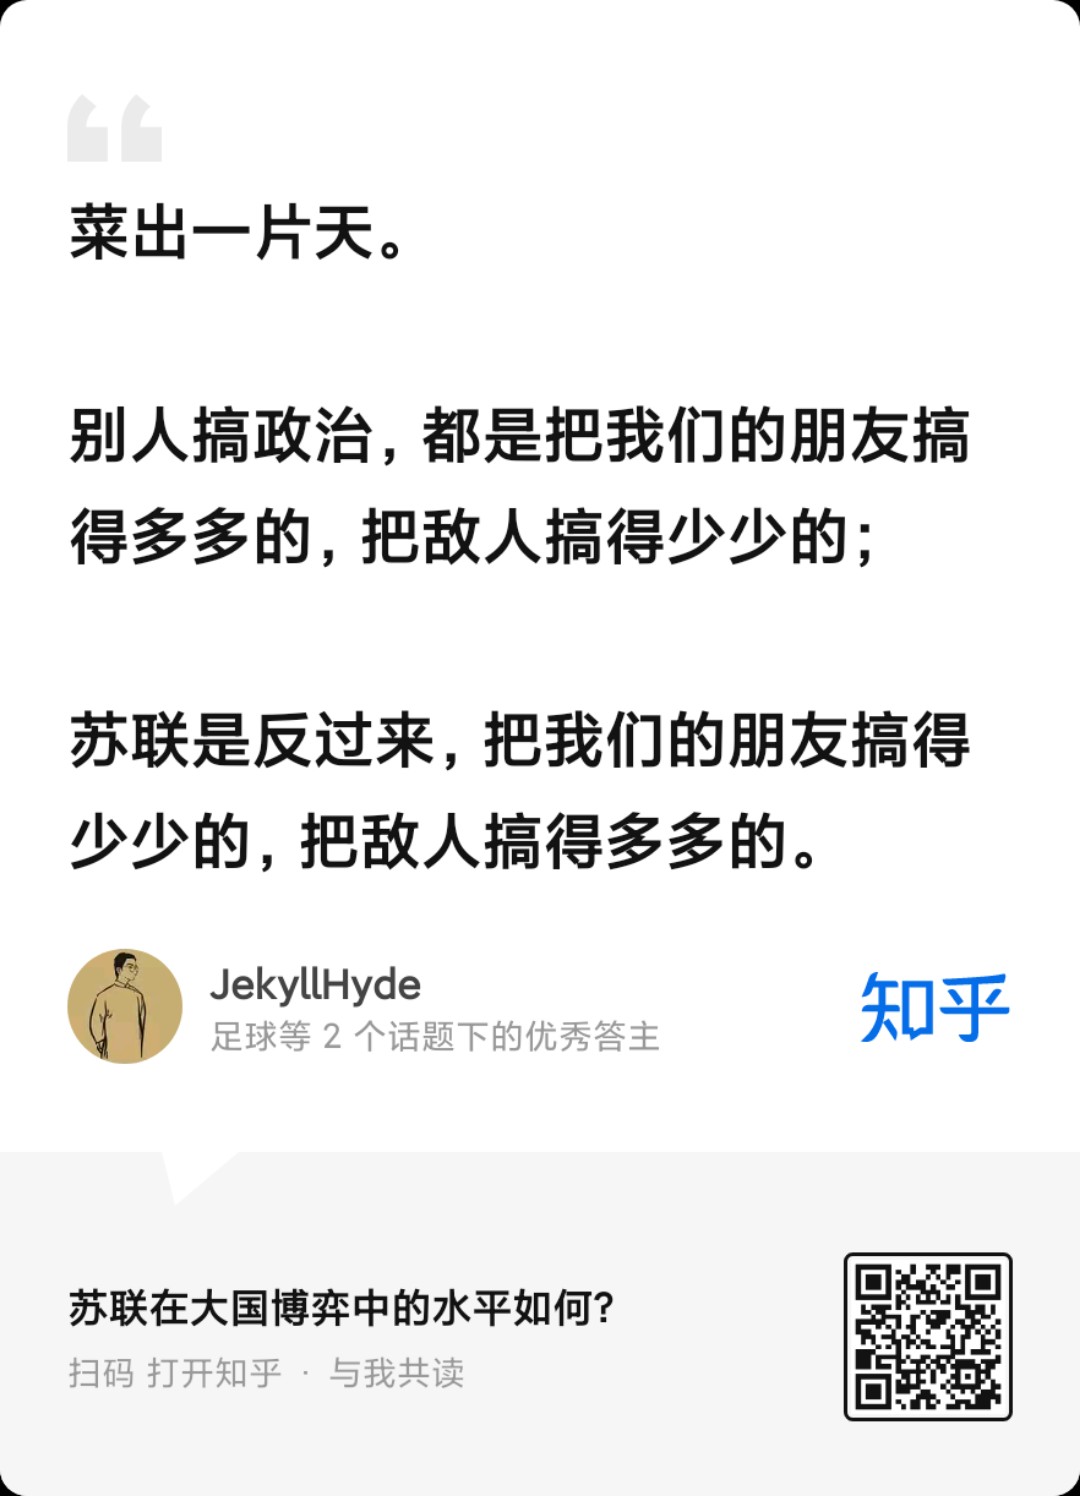 菜出一片天。
别人搞政治，都是把我们的朋友搞
得多多的，把敌人搞得少少的；
苏联是反过来，把我们的朋友搞得
少少的，把敌人搞得多多的。
JekyllHyde
足球等 2 个话题下的优秀答主
知乎
苏联在大国博弈中的水平如何？
扫码 打开知乎 · 与我共读